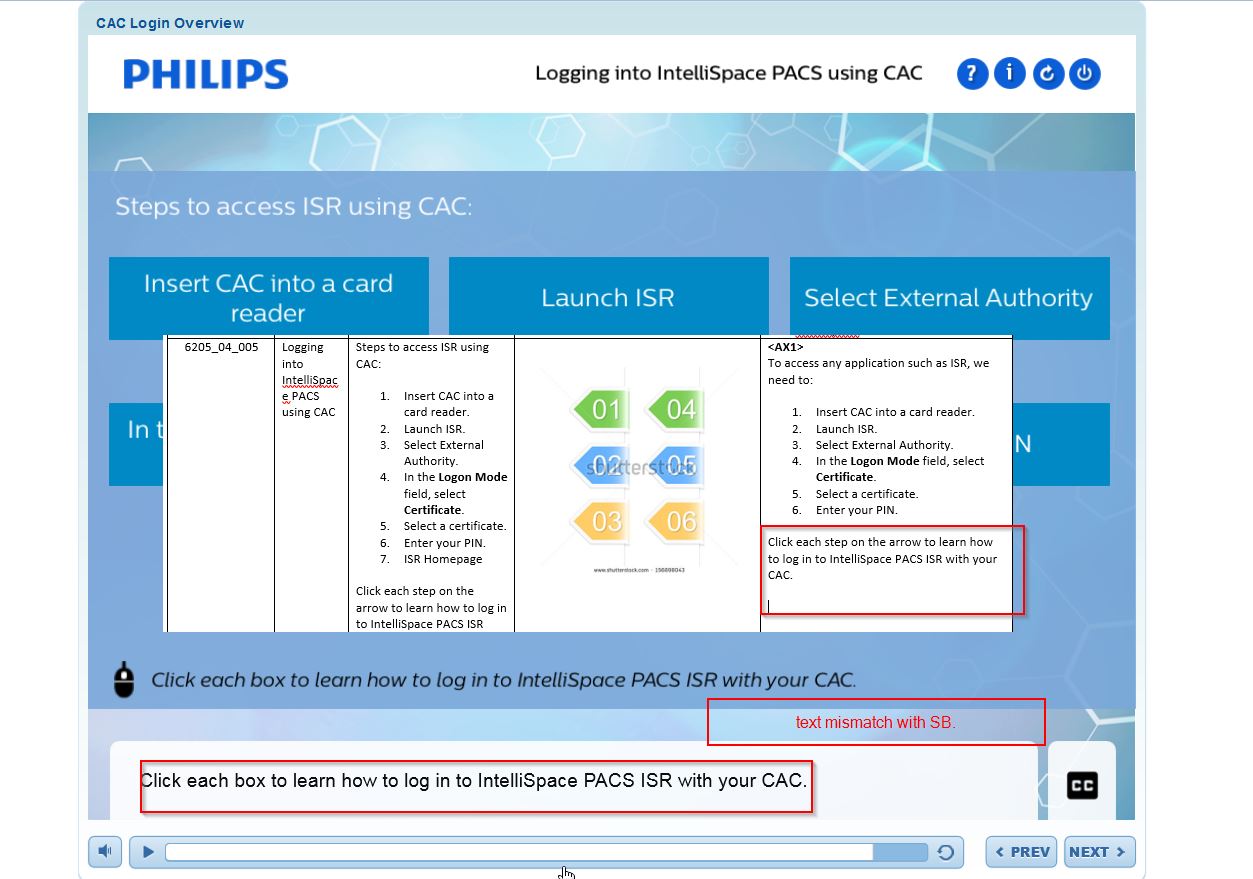 CAC Login Overview
PHILIPS
Logging into IntelliSpace PACS using CAC
? i
Steps to access ISR using CAC:
Insert CAC into a card
reader
Launch ISR
Select External Authority
In t
N
6205_04_005
Logging
into
IntelliSpac
e PACS
using CAC
Steps to access ISR using
CAC:
1. Insert CAC into a
card reader.
2. Launch ISR.
3. Select External
Authority.
4. In the Logon Mode
field, select
Certificate.
5. Select a certificate.
6. Enter your PIN.
7. ISR Homepage
Click each step on the
arrow to learn how to log in
to IntelliSpace PACS ISR
01 04
02 05
shutterstock
03 06
www.shutterstock.com · 156898043
<AX1>
To access any application such as ISR, we
need to:
1. Insert CAC into a card reader.
2. Launch ISR.
3. Select External Authority.
4. In the Logon Mode field, select
Certificate.
5. Select a certificate.
6. Enter your PIN.
Click each step on the arrow to learn how
to log in to IntelliSpace PACS ISR with your
CAC.
Click each box to learn how to log in to IntelliSpace PACS ISR with your CAC.
text mismatch with SB.
Click each box to learn how to log in to IntelliSpace PACS ISR with your CAC.
CC
< PREV
NEXT >